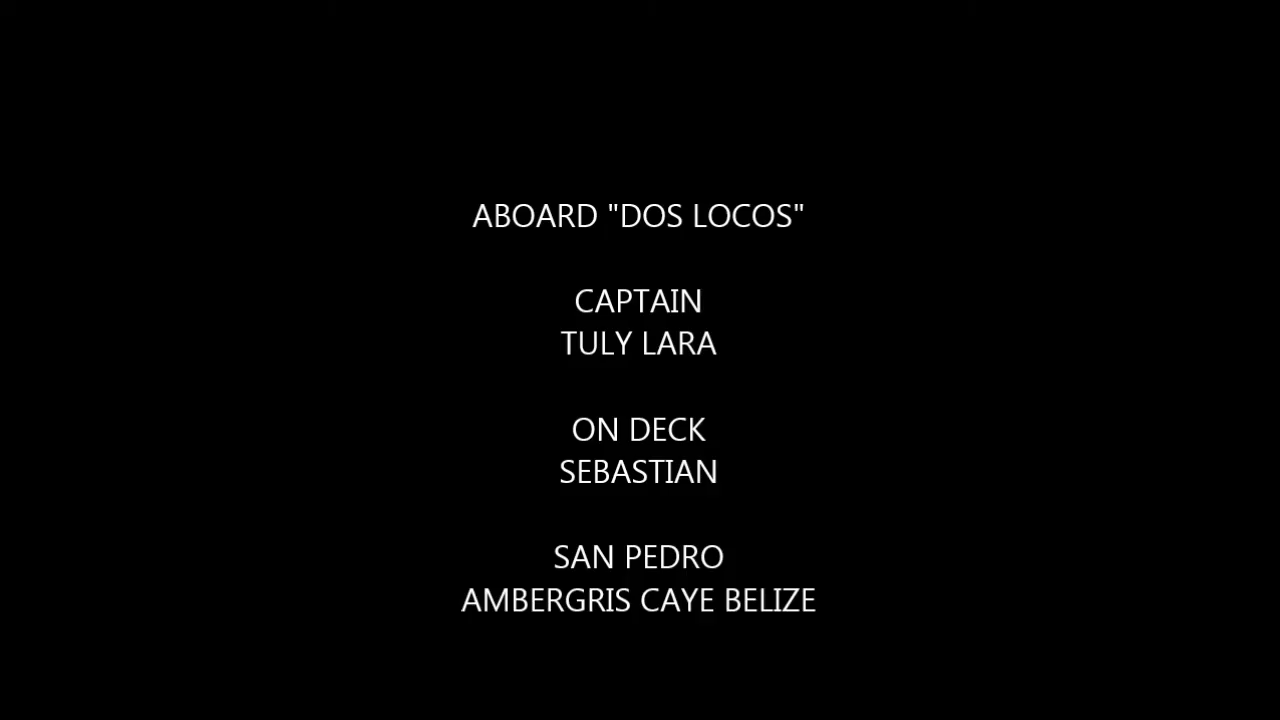 ABOARD "DOS LOCOS"
CAPTAIN
TULY LARA
ON DECK
SEBASTIAN
SAN PEDRO
AMBERGRIS CAYE BELIZE